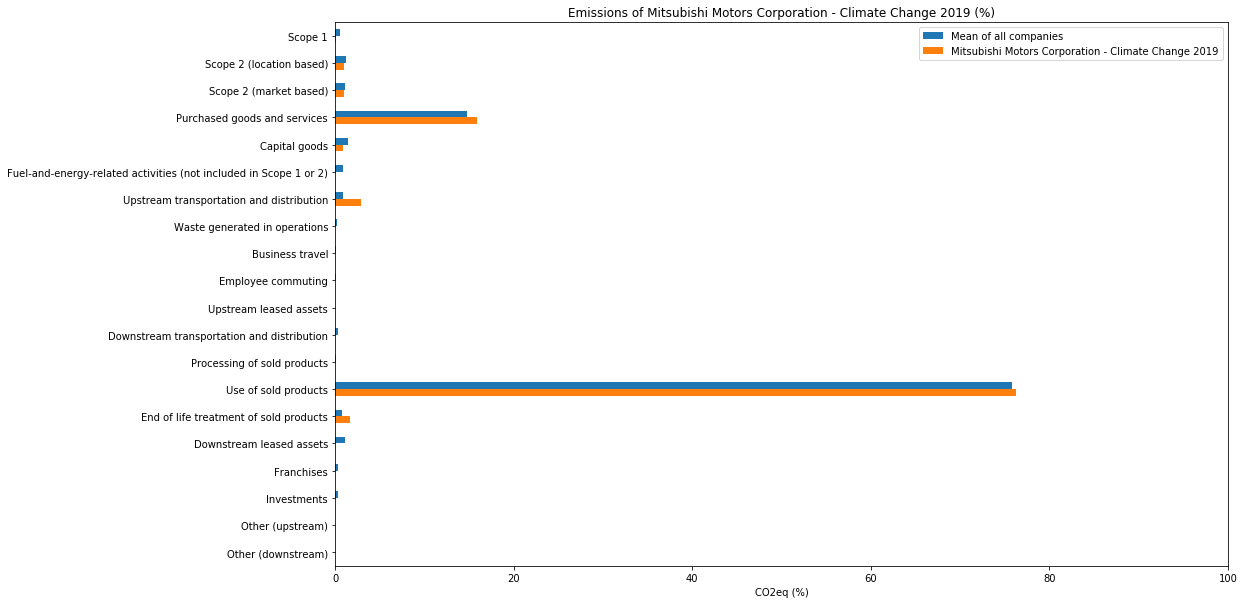 Emissions of Mitsubishi Motors Corporation - Climate Change 2019 (%)
Mean of all companies
Mitsubishi Motors Corporation - Climate Change 2019
Scope 1
Scope 2 (location based)
Scope 2 (market based)
Purchased goods and services
Capital goods
Fuel-and-energy-related activities (not included in Scope 1 or 2)
Upstream transportation and distribution
Waste generated in operations
Business travel
Employee commuting
Upstream leased assets
Downstream transportation and distribution
Processing of sold products
Use of sold products
End of life treatment of sold products
Downstream leased assets
Franchises
Investments
Other (upstream)
Other (downstream)
0 20 40 60 80 100
CO2eq (%)